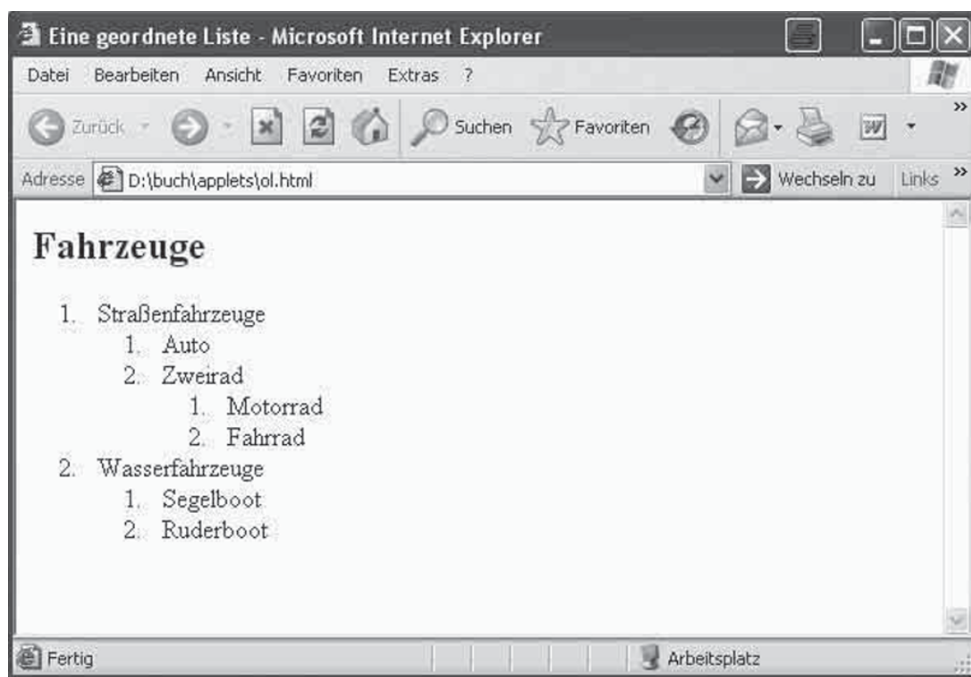 Eine geordnete Liste - Microsoft Internet Explorer
Datei Bearbeiten Ansicht Favoriten Extras ?
Zurück Suchen Favoriten W »
Adresse D:\buch\applets\ol.html Wechseln zu Links »
Fahrzeuge
1. Straßenfahrzeuge
1. Auto
2. Zweirad
1. Motorrad
2. Fahrrad
2. Wasserfahrzeuge
1. Segelboot
2. Ruderboot
Fertig Arbeitsplatz